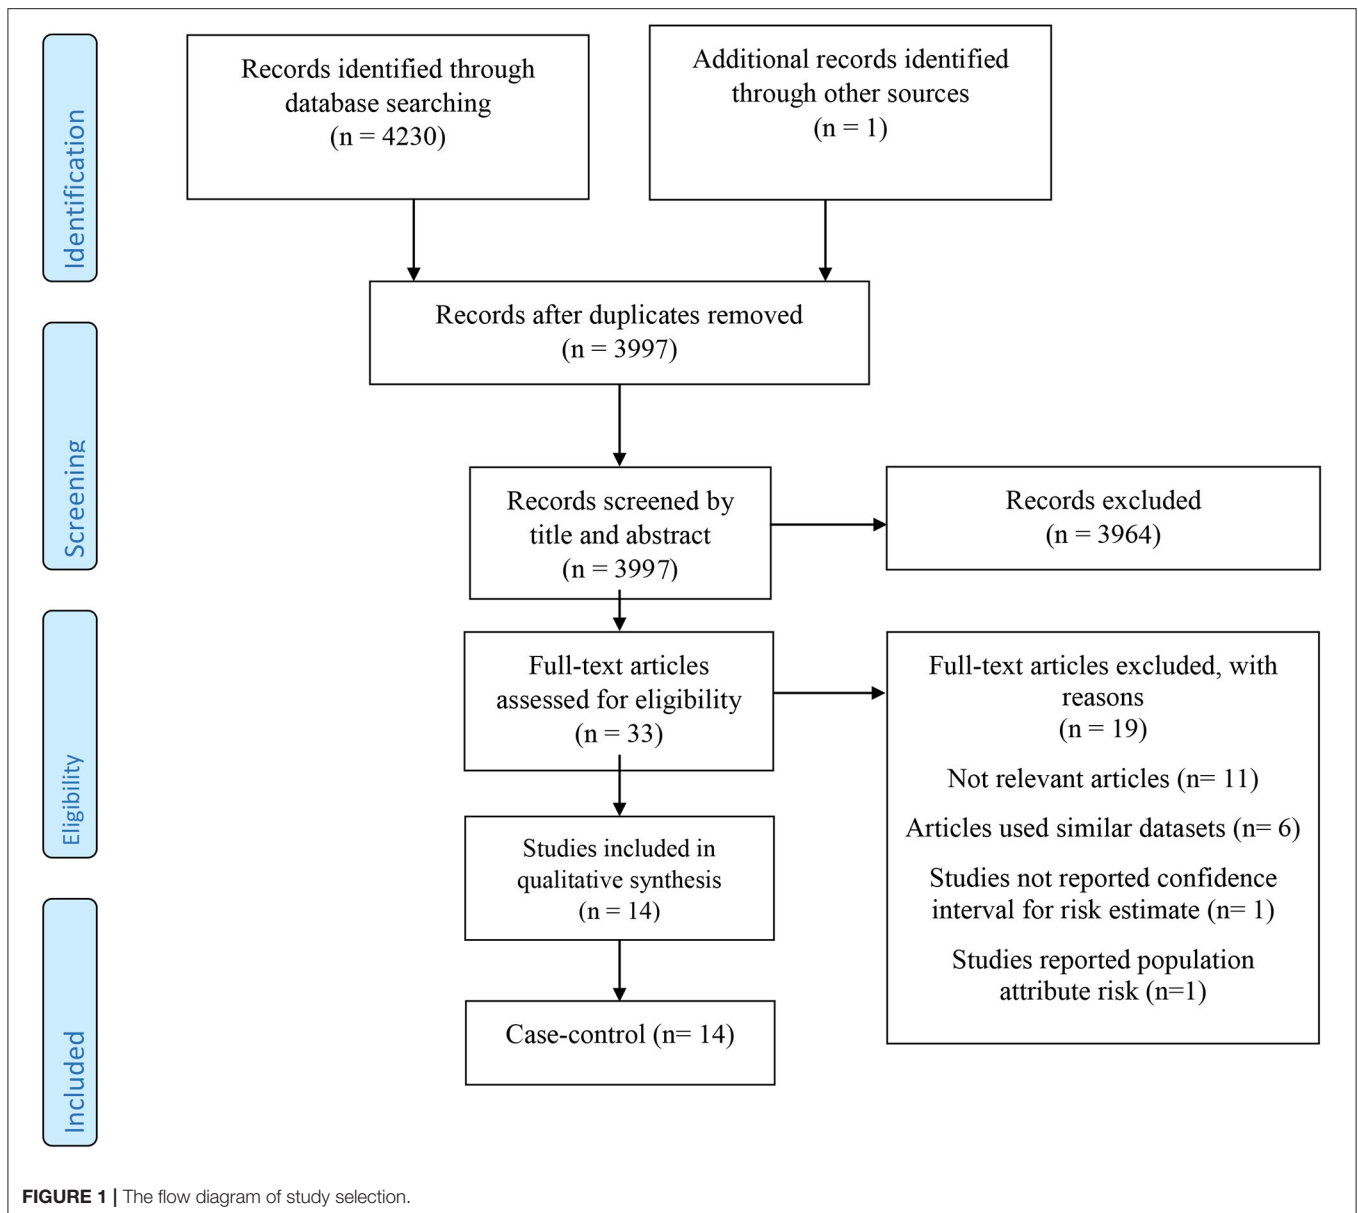 Identification
Records identified through
database searching
(n = 4230)
Additional records identified
through other sources
(n = 1)
Records after duplicates removed
(n = 3997)
Screening
Records screened by
title and abstract
(n = 3997)
Records excluded
(n = 3964)
Eligibility
Full-text articles
assessed for eligibility
(n = 33)
Full-text articles excluded, with
reasons
(n = 19)
Not relevant articles (n= 11)
Articles used similar datasets (n= 6)
Studies not reported confidence
interval for risk estimate (n= 1)
Studies reported population
attribute risk (n=1)
Studies included in
qualitative synthesis
(n = 14)
Included
Case-control (n= 14)
FIGURE 1 | The flow diagram of study selection.